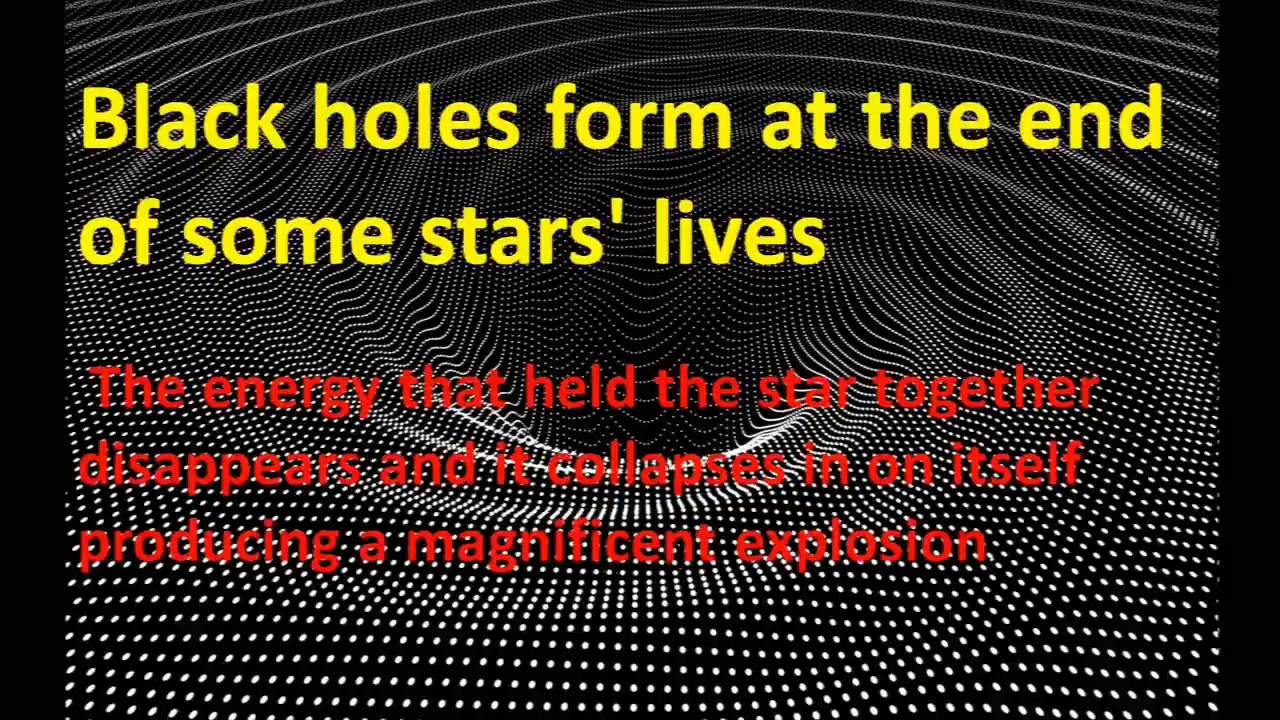 Black holes form at the end
of some stars' lives
The energy that held the star together
disappears and it collapses in on itself
producing a magnificent explosion